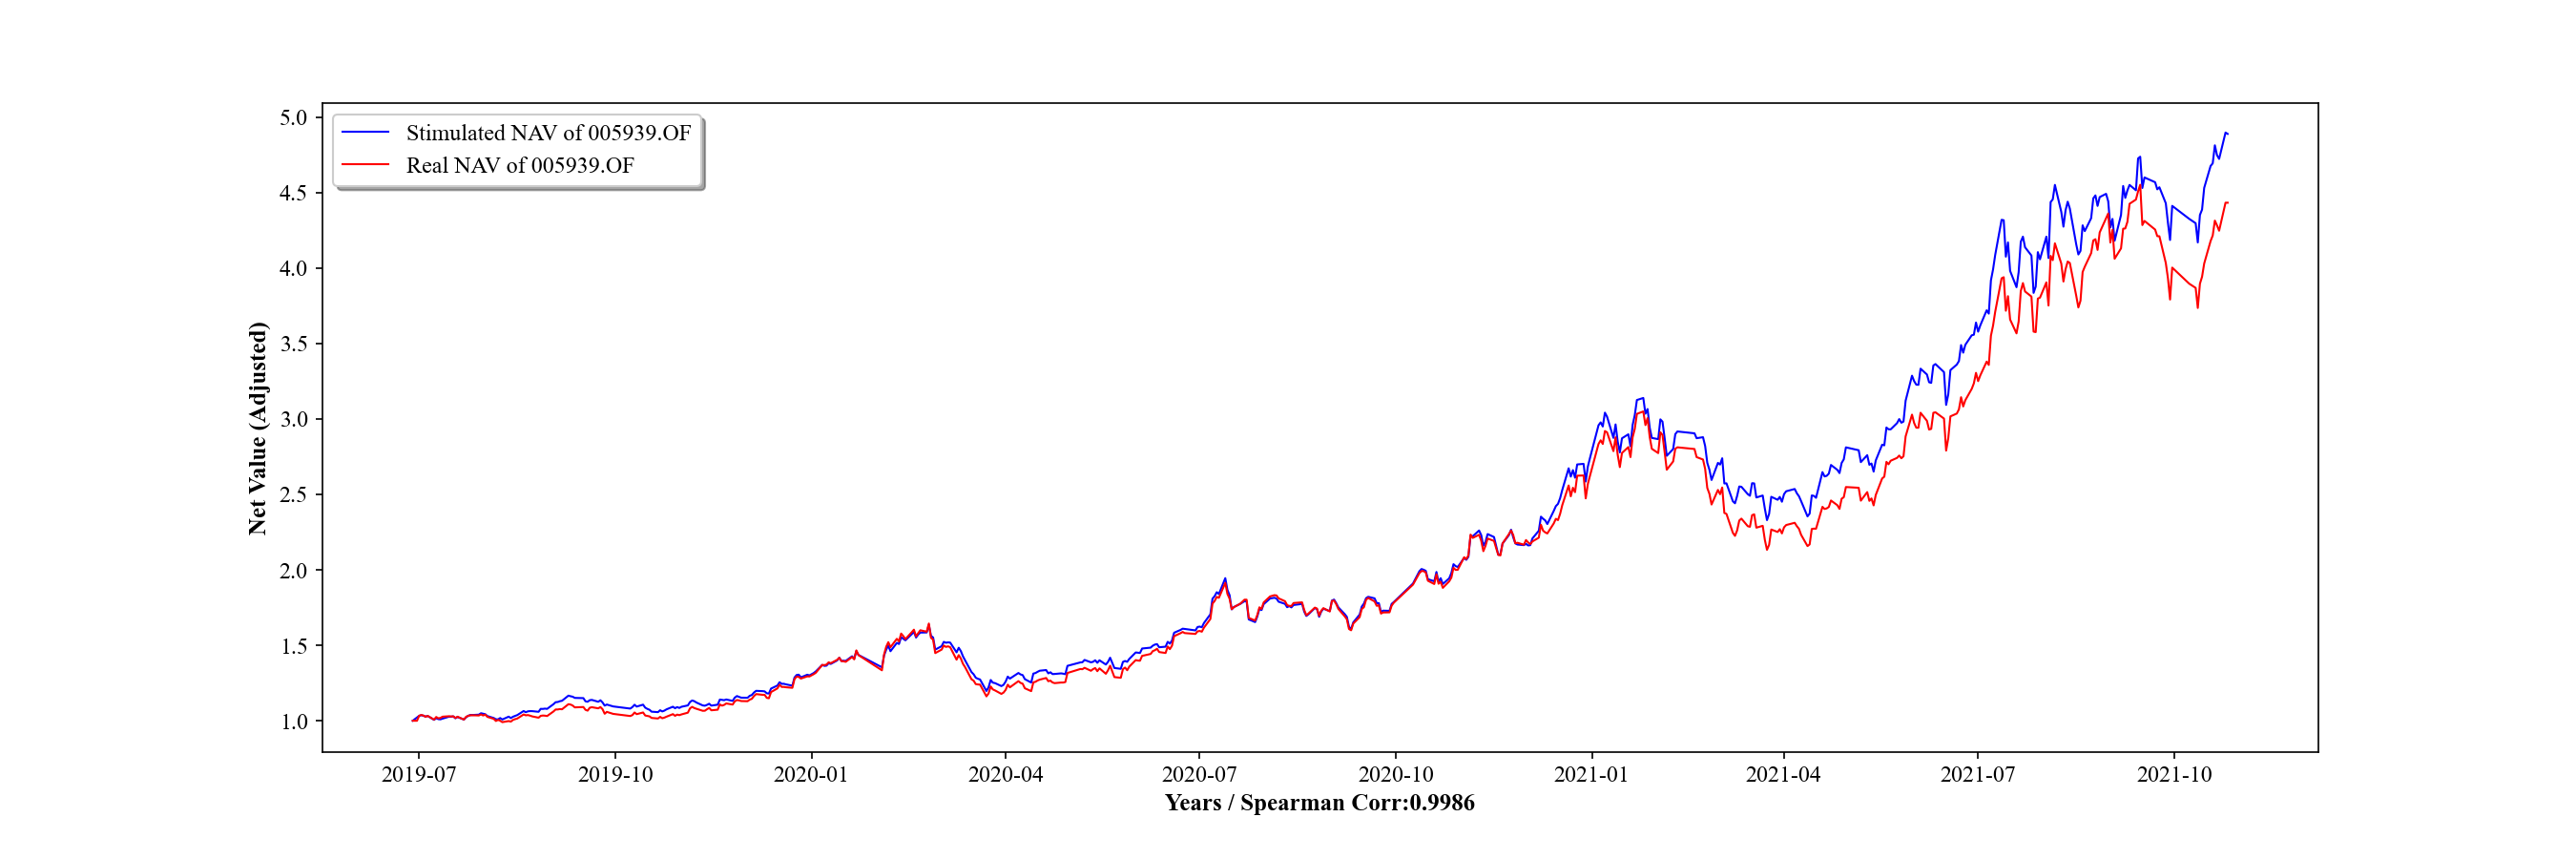 5.0
4.5
4.0
3.5
3.0
2.5
2.0
1.5
1.0
Net Value (Adjusted)
Stimulated NAV of 005939.OF
Real NAV of 005939.OF
2019-07 2019-10 2020-01 2020-04 2020-07 2020-10 2021-01 2021-04 2021-07 2021-10
Years / Spearman Corr:0.9986